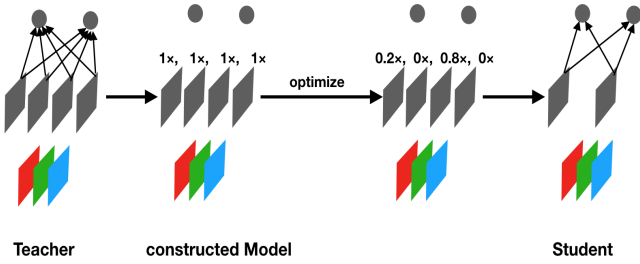 1×, 1×, 1×, 1×
0.2×, 0×, 0.8×, 0×
optimize
Teacher
constructed Model
Student